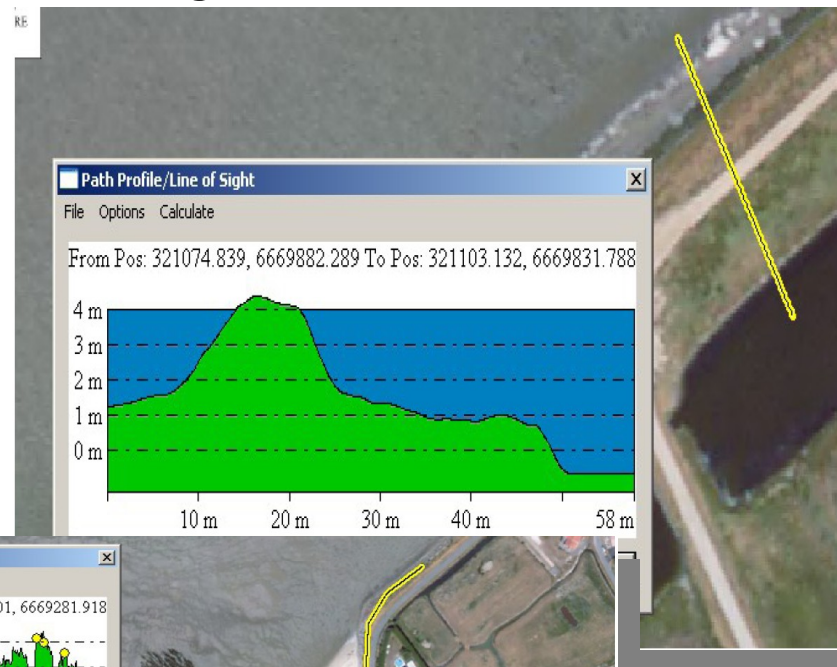 RE
Path Profile/Line of Sight
File Options Calculate
From Pos: 321074.839, 6669882.289 To Pos: 321103.132, 6669831.788
4 m
3 m
2 m
1 m
0 m
10 m 20 m 30 m 40 m 58 m
01, 6669281.918